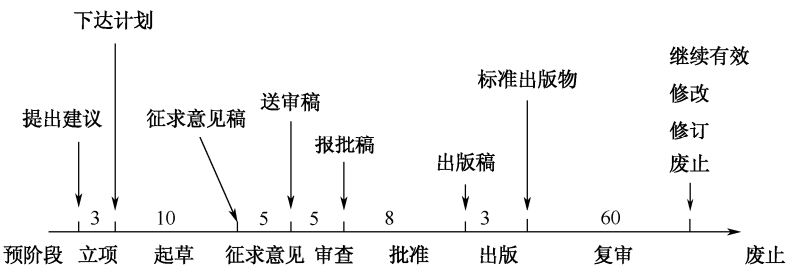 下达计划
继续有效
标准出版物
修改
送审稿
提出建议
征求意见稿
修订
报批稿
出版稿
废止
3 10 5 5 8 3 60
预阶段 立项 起草 征求意见 审查 批准 出版 复审 废止